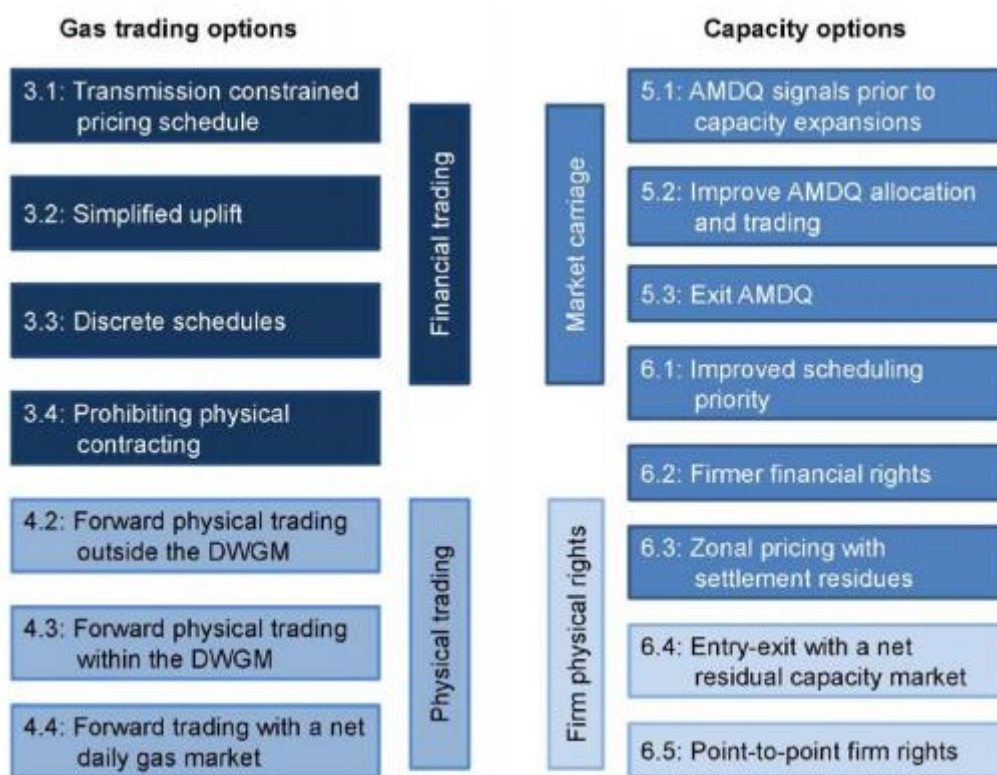 Gas trading options
3.1: Transmission constrained
pricing schedule
3.2: Simplified uplift
3.3: Discrete schedules
3.4: Prohibiting physical
contracting
4.2: Forward physical trading
outside the DWGM
4.3: Forward physical trading
within the DWGM
4.4: Forward trading with a net
daily gas market
Financial trading
Physical trading
Market carriage
Firm physical rights
Capacity options
5.1: AMDQ signals prior to
capacity expansions
5.2: Improve AMDQ allocation
and trading
5.3: Exit AMDQ
6.1: Improved scheduling
priority
6.2: Firmer financial rights
6.3: Zonal pricing with
settlement residues
6.4: Entry-exit with a net
residual capacity market
6.5: Point-to-point firm rights